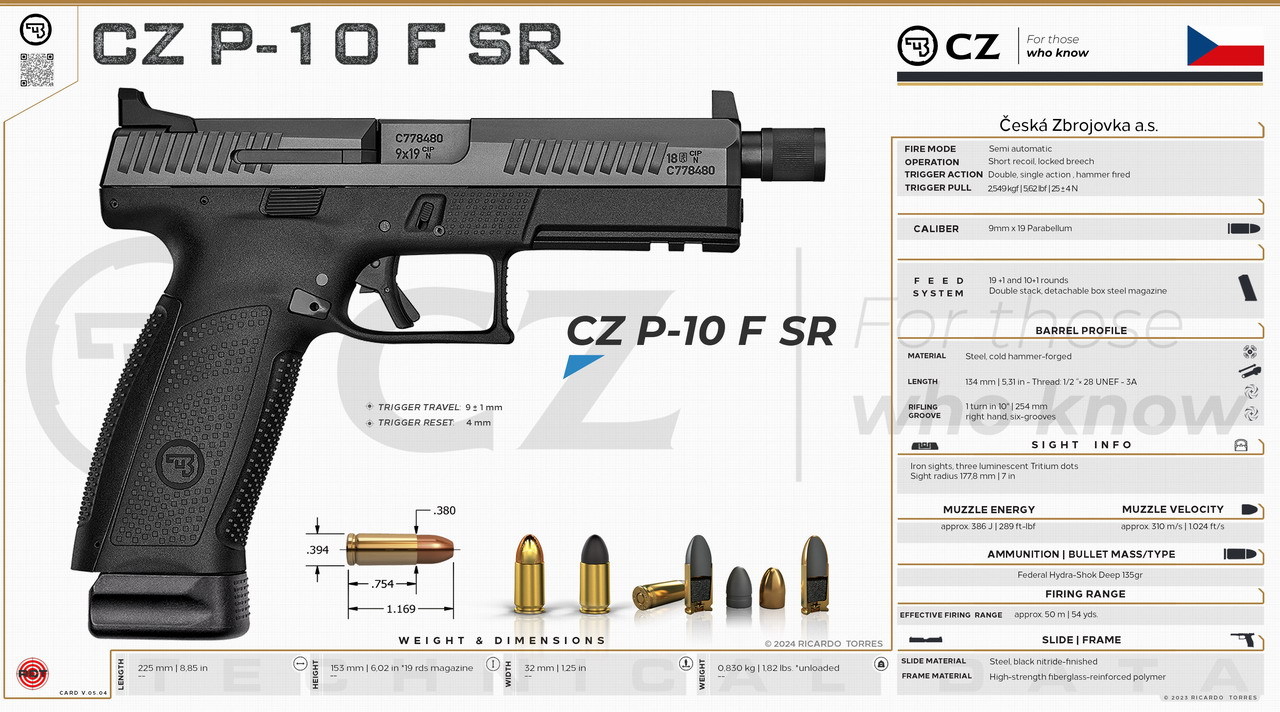 CZ P-10 F SR
CZ
For those
who know
C778480
9x19 CIP N
18 CIP N
C778480
CZ P-10 F SR
CZ
For those
who know
TRIGGER TRAVEL: 9 ± 1 mm
TRIGGER RESET: 4 mm
.380
.394
.754
1.169
© 2024 RICARDO TORRES
Česká Zbrojovka a.s.
FIRE MODE Semi automatic
OPERATION Short recoil, locked breech
TRIGGER ACTION Double, single action , hammer fired
TRIGGER PULL 2.549 kgf | 5.62 lbf | 25 ± 4 N
CALIBER 9mm x 19 Parabellum
FEED SYSTEM 19 +1 and 10+1 rounds
Double stack, detachable box steel magazine
BARREL PROFILE
MATERIAL Steel, cold hammer-forged
LENGTH 134 mm | 5,31 in - Thread: 1/2 "× 28 UNEF - 3A
RIFLING GROOVE 1 turn in 10" | 254 mm
right hand, six-grooves
SIGHT INFO
Iron sights, three luminescent Tritium dots
Sight radius 177,8 mm | 7 in
MUZZLE ENERGY MUZZLE VELOCITY
approx. 386 J | 289 ft-lbf approx. 310 m/s | 1.024 ft/s
AMMUNITION | BULLET MASS/TYPE
Federal Hydra-Shok Deep 135gr
FIRING RANGE
EFFECTIVE FIRING RANGE approx. 50 m | 54 yds.
SLIDE | FRAME
SLIDE MATERIAL Steel, black nitride-finished
FRAME MATERIAL High-strength fiberglass-reinforced polymer
© 2023 RICARDO TORRES
WEIGHT & DIMENSIONS
LENGTH 225 mm | 8.85 in
--
HEIGHT 153 mm | 6.02 in *19 rds magazine
--
WIDTH 32 mm | 1.25 in
--
WEIGHT 0.830 kg | 1.82 lbs. *unloaded
--
TECHNICAL DATA
RDT
CARD V.05.04